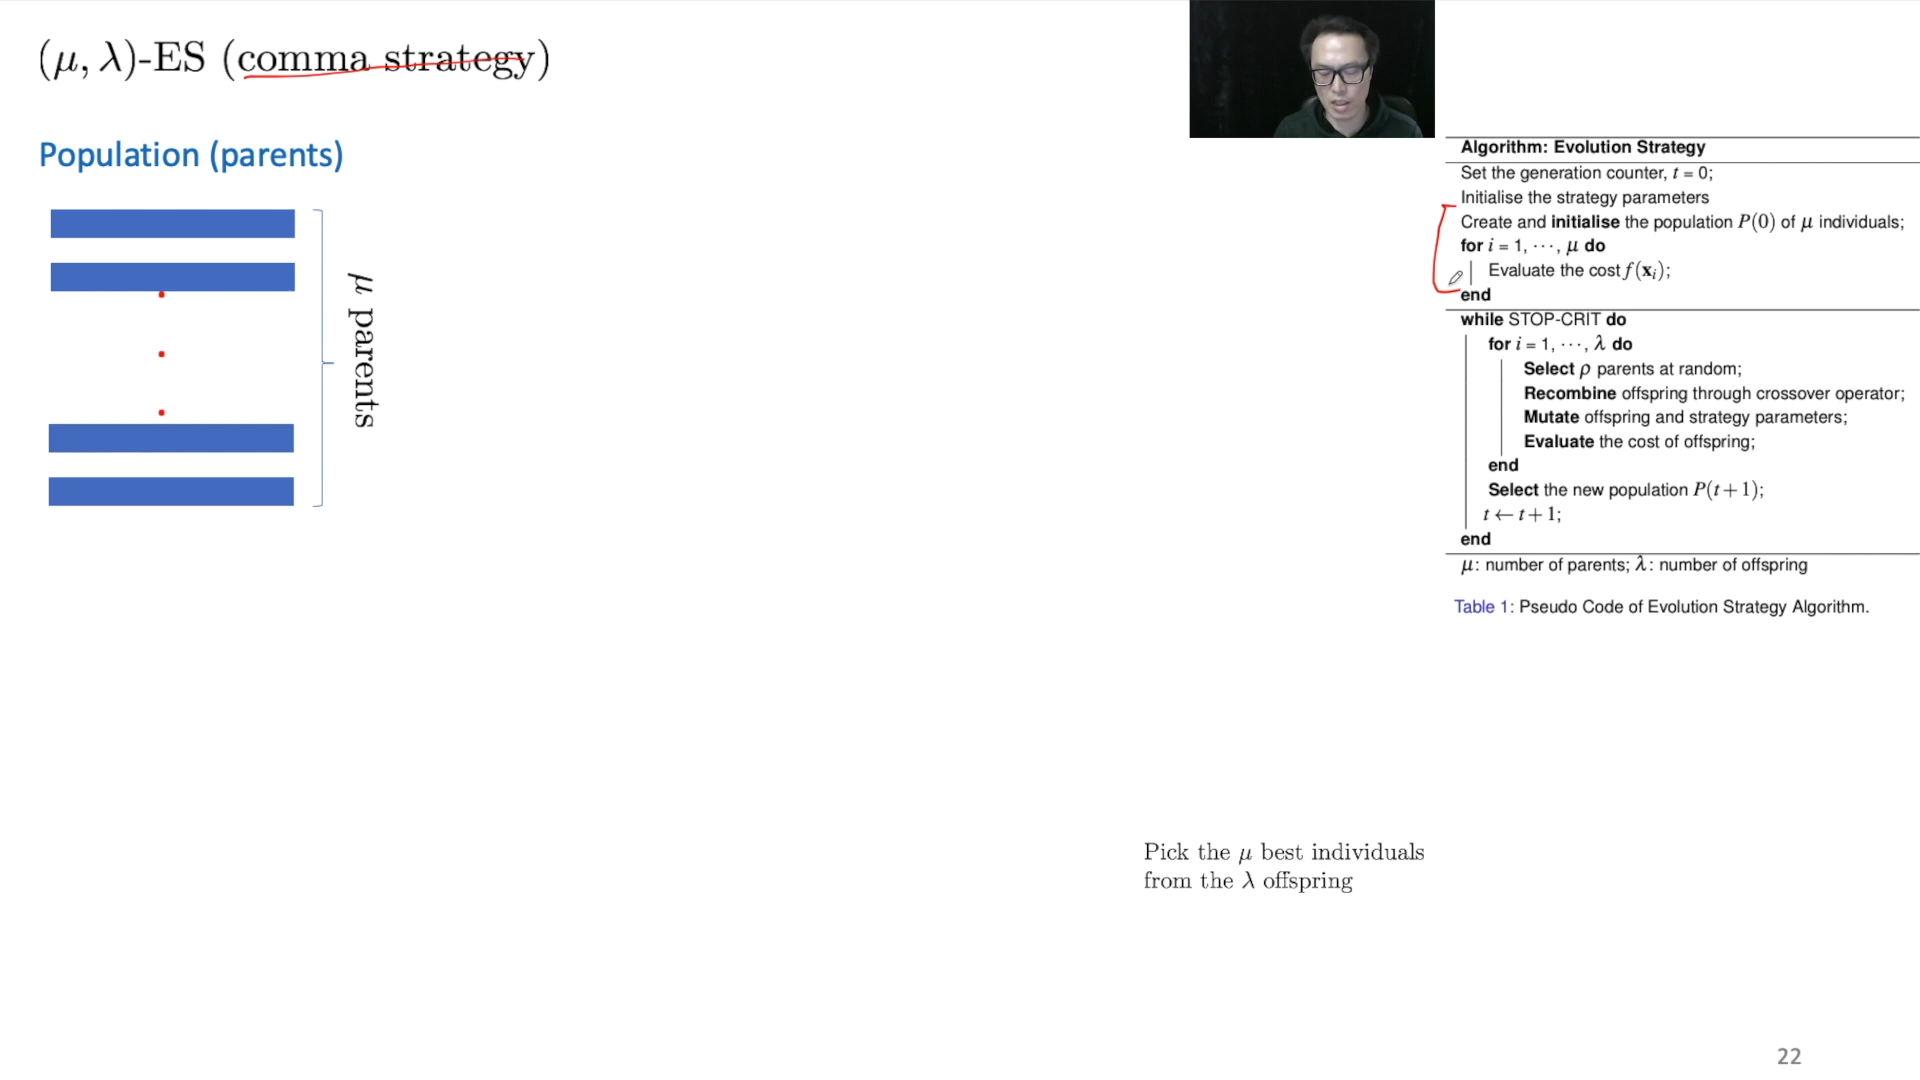 (μ, λ)-ES (comma strategy)
Population (parents)
μ parents
Algorithm: Evolution Strategy
Set the generation counter, t = 0;
Initialise the strategy parameters
Create and initialise the population P(0) of μ individuals;
for i = 1, ⋯, μ do
Evaluate the cost f(xᵢ);
end
while STOP-CRIT do
for i = 1, ⋯, λ do
Select ρ parents at random;
Recombine offspring through crossover operator;
Mutate offspring and strategy parameters;
Evaluate the cost of offspring;
end
Select the new population P(t+1);
t ← t+1;
end
μ: number of parents; λ: number of offspring
Table 1: Pseudo Code of Evolution Strategy Algorithm.
Pick the μ best individuals
from the λ offspring
22